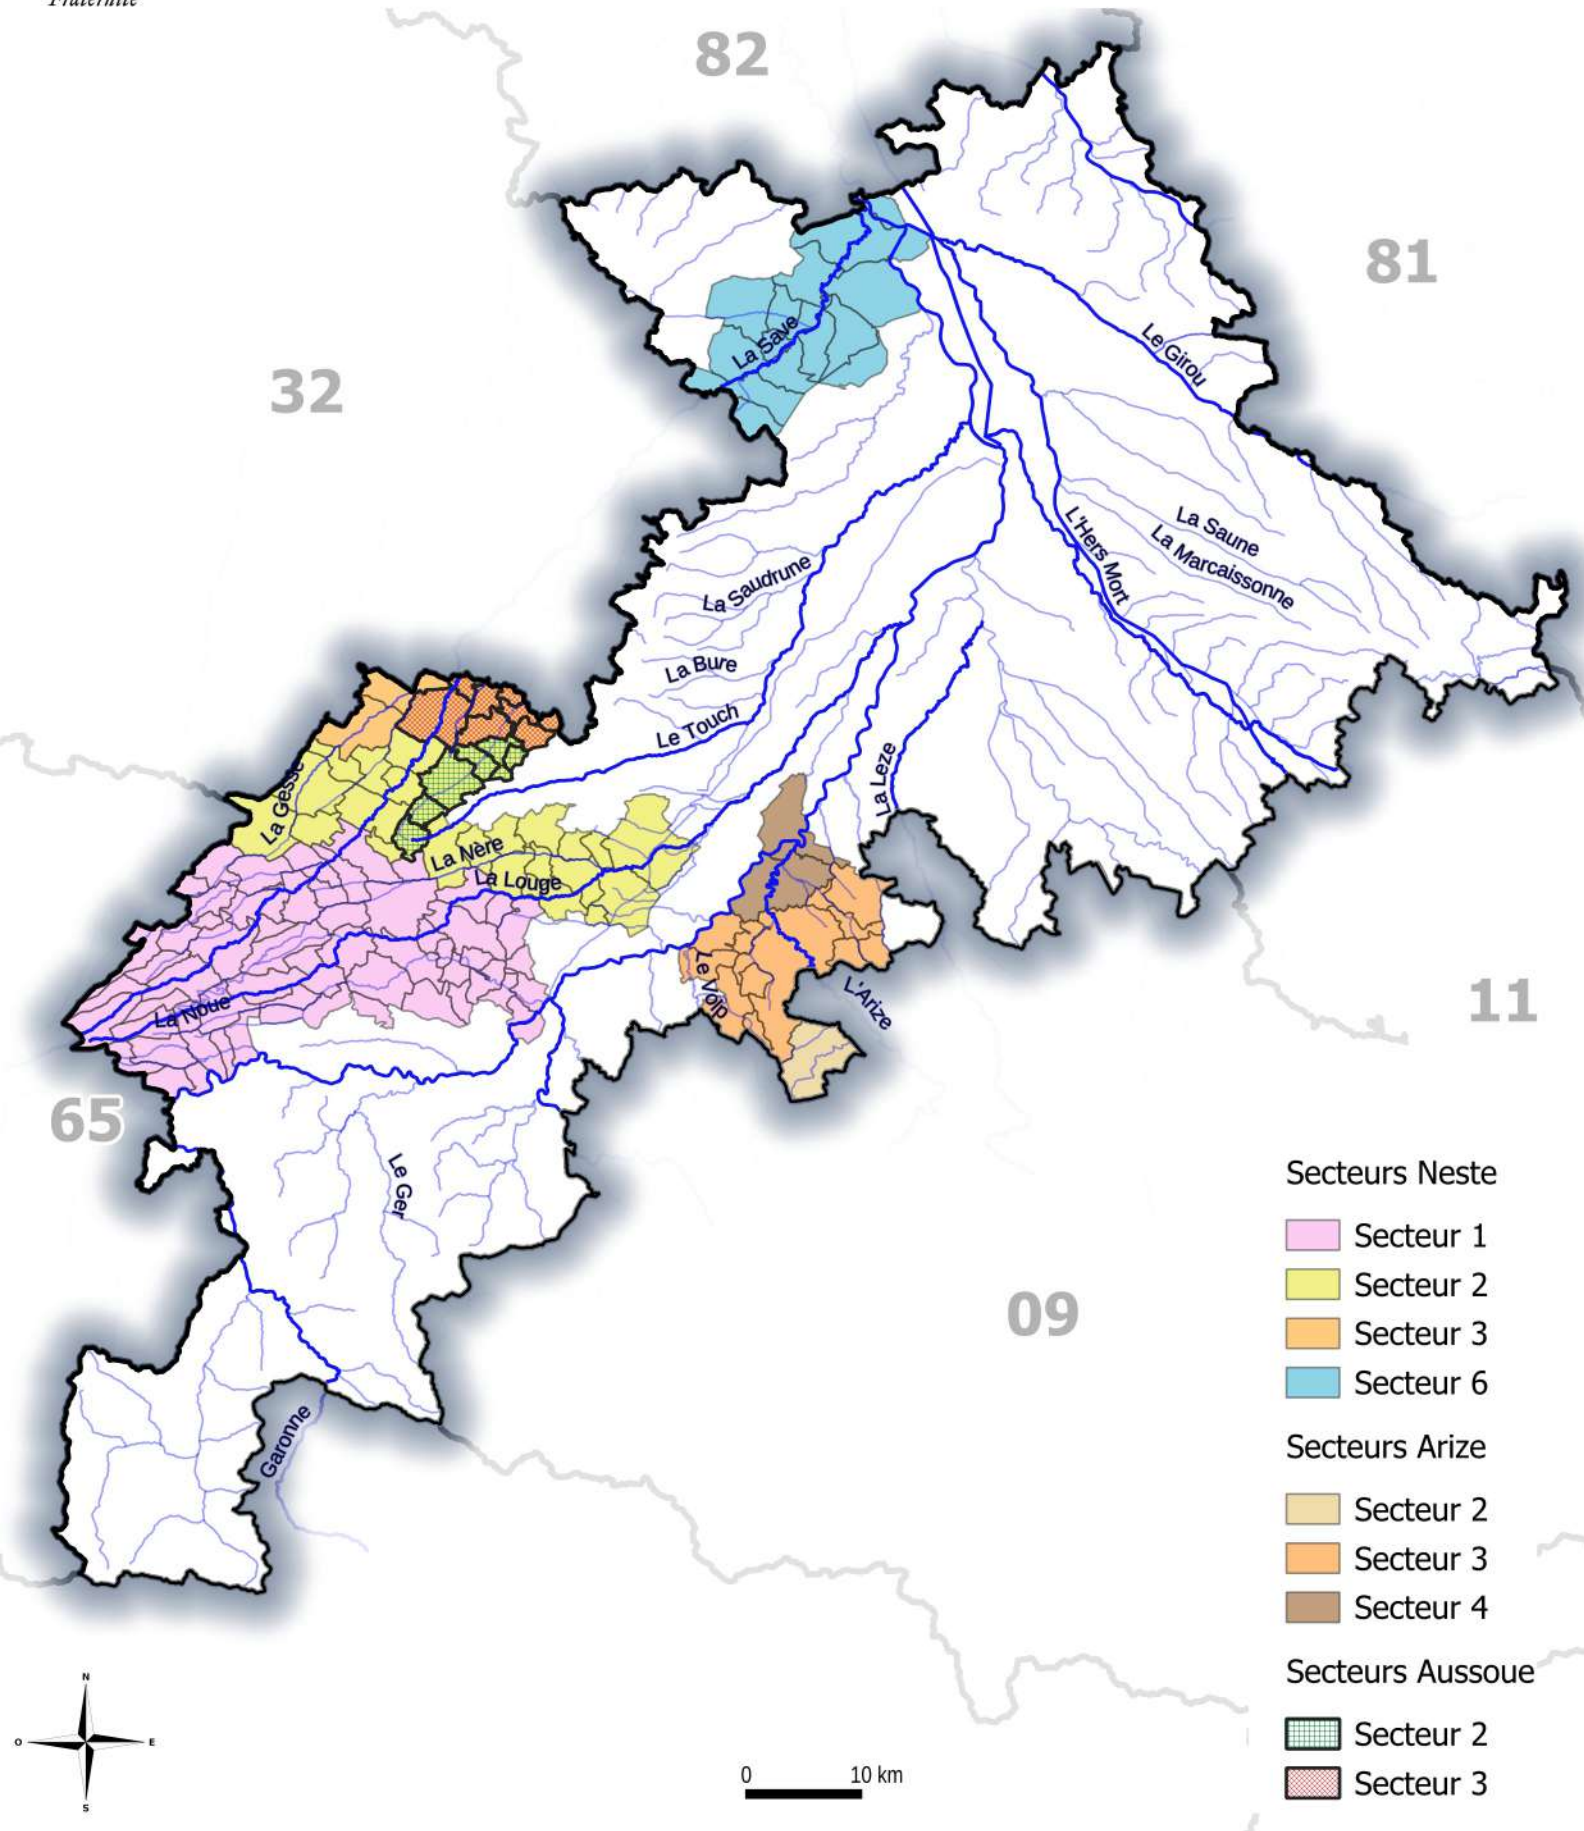 Fraternité
82
81
32
La Save
Le Girou
La Saune
L'Hers Mort
La Marcaissonne
La Saudrune
La Bure
Le Touch
La Leze
La Gesse
La Nère
La Louge
Le Volp
L'Arize
La Noue
11
65
Le Ger
09
Garonne
Secteurs Neste
Secteur 1
Secteur 2
Secteur 3
Secteur 6
Secteurs Arize
Secteur 2
Secteur 3
Secteur 4
Secteurs Aussoue
Secteur 2
Secteur 3
N
O
E
S
0 10 km